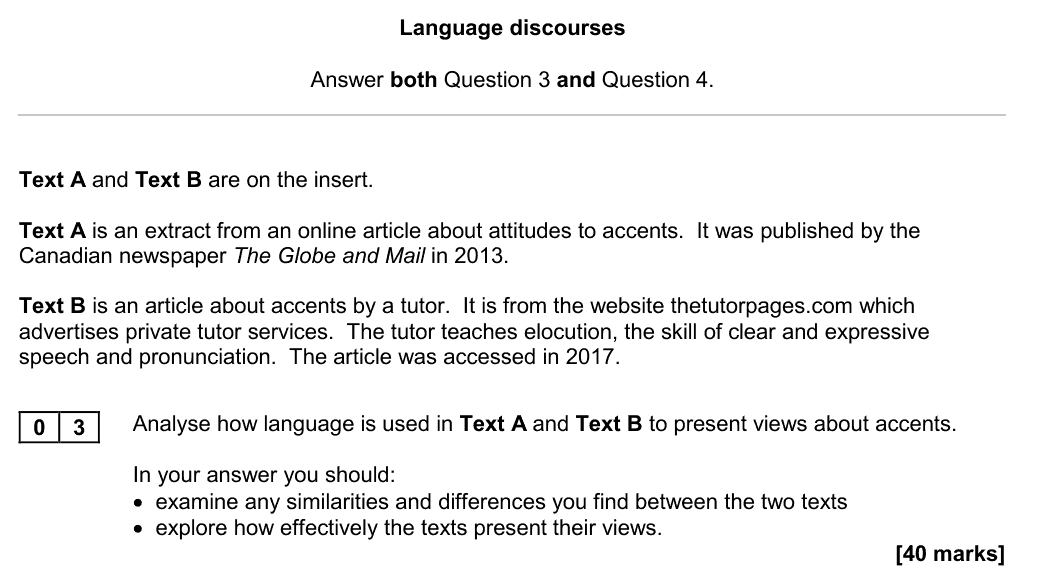 Language discourses
Answer both Question 3 and Question 4.
Text A and Text B are on the insert.
Text A is an extract from an online article about attitudes to accents.  It was published by the
Canadian newspaper The Globe and Mail in 2013.
Text B is an article about accents by a tutor.  It is from the website thetutorpages.com which
advertises private tutor services.  The tutor teaches elocution, the skill of clear and expressive
speech and pronunciation.  The article was accessed in 2017.
0 3 Analyse how language is used in Text A and Text B to present views about accents.
In your answer you should:
• examine any similarities and differences you find between the two texts
• explore how effectively the texts present their views.
[40 marks]